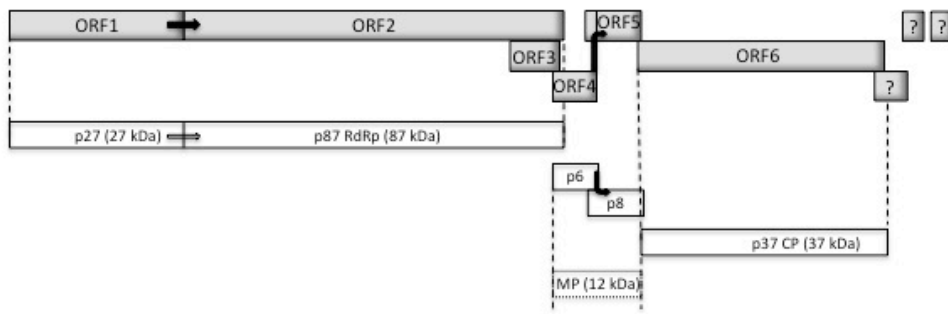 ORF1
ORF2
ORF5
?
?
ORF3
ORF6
ORF4
?
p27 (27 kDa)
p87 RdRp (87 kDa)
p6
p8
p37 CP (37 kDa)
MP (12 kDa)